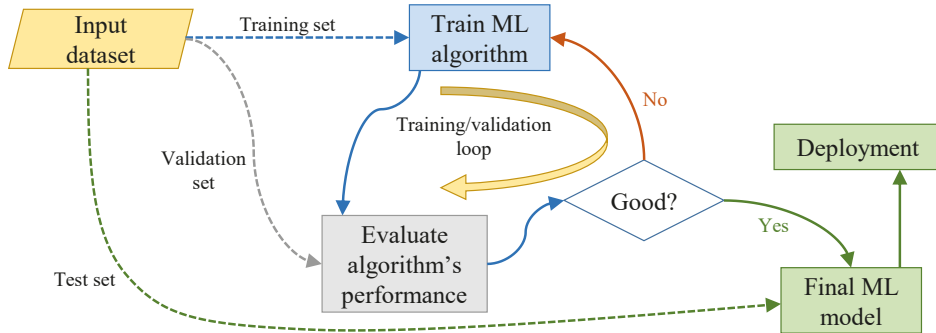 Input
dataset
Training set
Train ML
algorithm
No
Training/validation
loop
Deployment
Validation
set
Good?
Yes
Evaluate
algorithm's
performance
Test set
Final ML
model